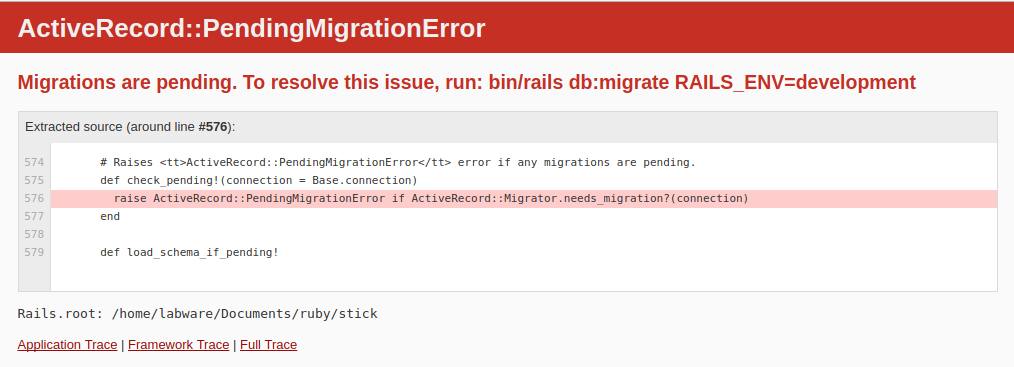 ActiveRecord::PendingMigrationError
Migrations are pending. To resolve this issue, run: bin/rails db:migrate RAILS_ENV=development
Extracted source (around line #576):
574 # Raises <tt>ActiveRecord::PendingMigrationError</tt> error if any migrations are pending.
575 def check_pending!(connection = Base.connection)
576 raise ActiveRecord::PendingMigrationError if ActiveRecord::Migrator.needs_migration?(connection)
577 end
578
579 def load_schema_if_pending!
Rails.root: /home/labware/Documents/ruby/stick
Application Trace | Framework Trace | Full Trace